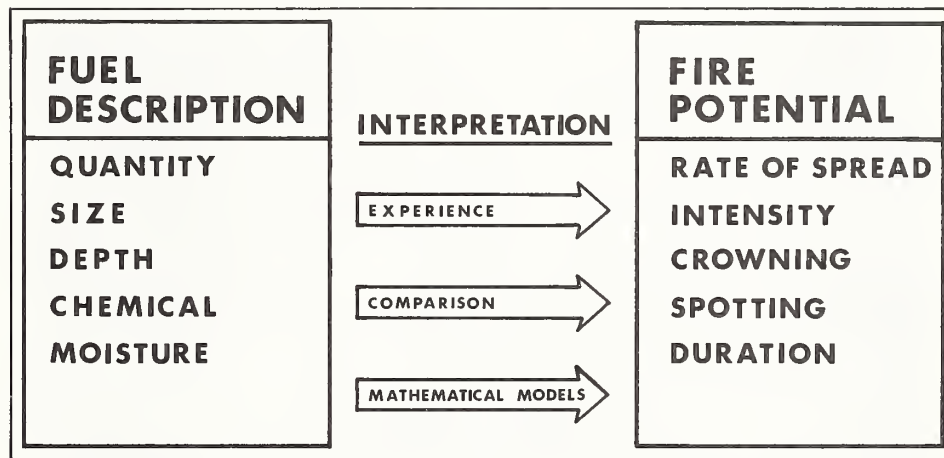 FUEL
DESCRIPTION
QUANTITY
SIZE
DEPTH
CHEMICAL
MOISTURE
INTERPRETATION
EXPERIENCE
COMPARISON
MATHEMATICAL MODELS
FIRE
POTENTIAL
RATE OF SPREAD
INTENSITY
CROWNING
SPOTTING
DURATION